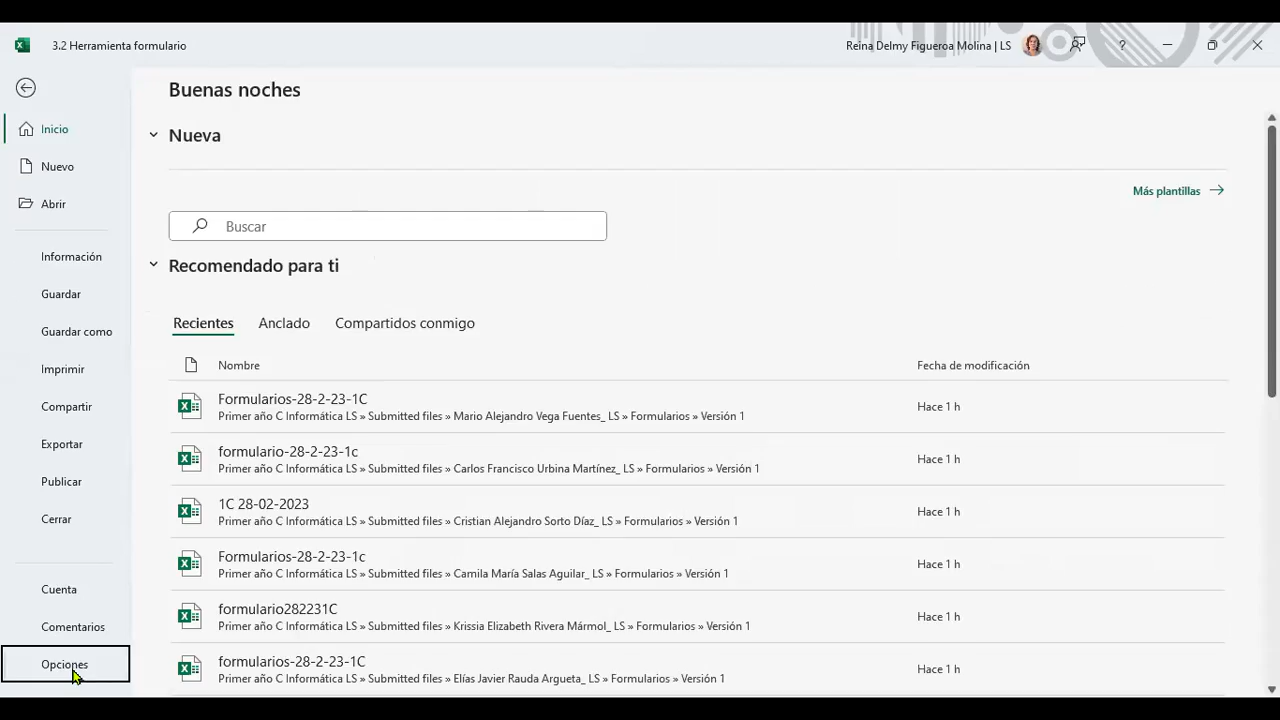 3.2 Herramienta formulario
Reina Delmy Figueroa Molina | LS
?
Buenas noches
Inicio
Nueva
Nuevo
Más plantillas
Abrir
Buscar
Información
Recomendado para ti
Guardar
Recientes Anclado Compartidos conmigo
Guardar como
Imprimir
Nombre Fecha de modificación
Compartir
Formularios-28-2-23-1C
Primer año C Informática LS » Submitted files » Mario Alejandro Vega Fuentes_ LS » Formularios » Versión 1
Hace 1 h
Exportar
formulario-28-2-23-1c
Primer año C Informática LS » Submitted files » Carlos Francisco Urbina Martínez_ LS » Formularios » Versión 1
Hace 1 h
Publicar
1C 28-02-2023
Primer año C Informática LS » Submitted files » Cristian Alejandro Sorto Díaz_ LS » Formularios » Versión 1
Hace 1 h
Cerrar
Formularios-28-2-23-1c
Primer año C Informática LS » Submitted files » Camila María Salas Aguilar_ LS » Formularios » Versión 1
Hace 1 h
Cuenta
formulario282231C
Primer año C Informática LS » Submitted files » Krissia Elizabeth Rivera Mármol_ LS » Formularios » Versión 1
Hace 1 h
Comentarios
formularios-28-2-23-1C
Primer año C Informática LS » Submitted files » Elías Javier Rauda Argueta_ LS » Formularios » Versión 1
Hace 1 h
Opciones